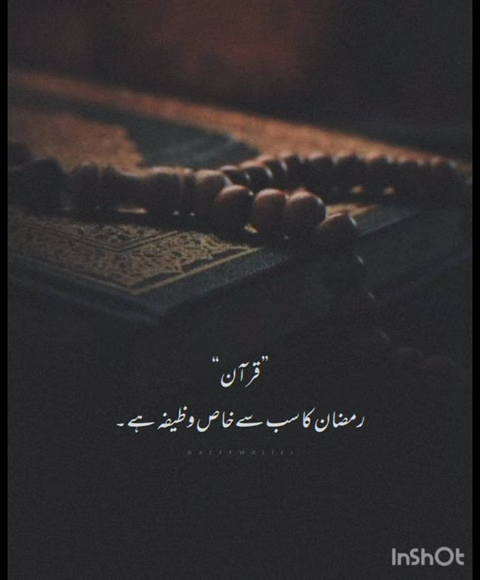 ”قرآن“
رمضان کا سب سے خاص وظیفہ ہے ۔
InShOt